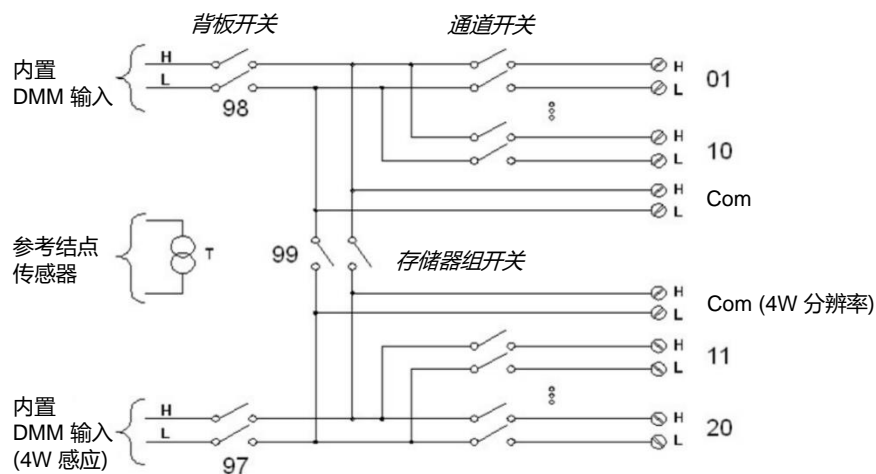 背板开关
通道开关
内置
DMM 输入
H
L
98
H
L
01
H
L
10
H
L
Com
参考结点
传感器
T
99
存储器组开关
H
L
Com (4W 分辨率)
H
L
11
内置
DMM 输入
(4W 感应)
H
L
97
H
L
20